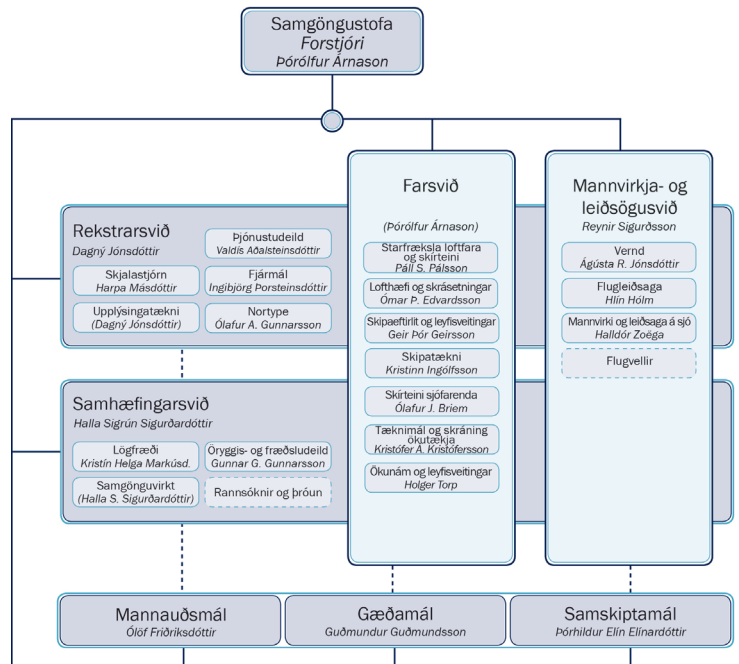 Samgöngustofa
Forstjóri
Þórólfur Árnason
Rekstrarsvið
Dagný Jónsdóttir
Þjónustudeild
Valdís Aðalsteinsdóttir
Skjalastjórn
Harpa Másdóttir
Fjármál
Ingibjörg Þorsteinsdóttir
Upplýsingatækni
(Dagný Jónsdóttir)
Nortype
Ólafur A. Gunnarsson
Samhæfingarsvið
Halla Sigrún Sigurðardóttir
Lögfræði
Kristín Helga Markúsd.
Öryggis- og fræðsludeild
Gunnar G. Gunnarsson
Samgönguvirkt
(Halla S. Sigurðardóttir)
Rannsóknir og þróun
Farsvið
(Þórólfur Árnason)
Starfræksla loftfara
og skírteini
Páll S. Pálsson
Lofthæfi og skrásetningar
Ómar Þ. Edvardsson
Skipaeftirlit og leyfisveitingar
Geir Þór Geirsson
Skipatækni
Kristinn Ingólfsson
Skírteini sjófarenda
Ólafur J. Briem
Tæknimál og skráning
ökutækja
Kristófer Á. Kristófersson
Ökunám og leyfisveitingar
Holger Torp
Mannvirkja- og
leiðsögusvið
Reynir Sigurðsson
Vernd
Ágústa R. Jónsdóttir
Flugleiðsaga
Hlín Hólm
Mannvirki og leiðsaga á sjó
Halldór Zoëga
Flugvellir
Mannauðsmál
Ólöf Friðriksdóttir
Gæðamál
Guðmundur Guðmundsson
Samskiptamál
Þórhildur Elín Elínardóttir